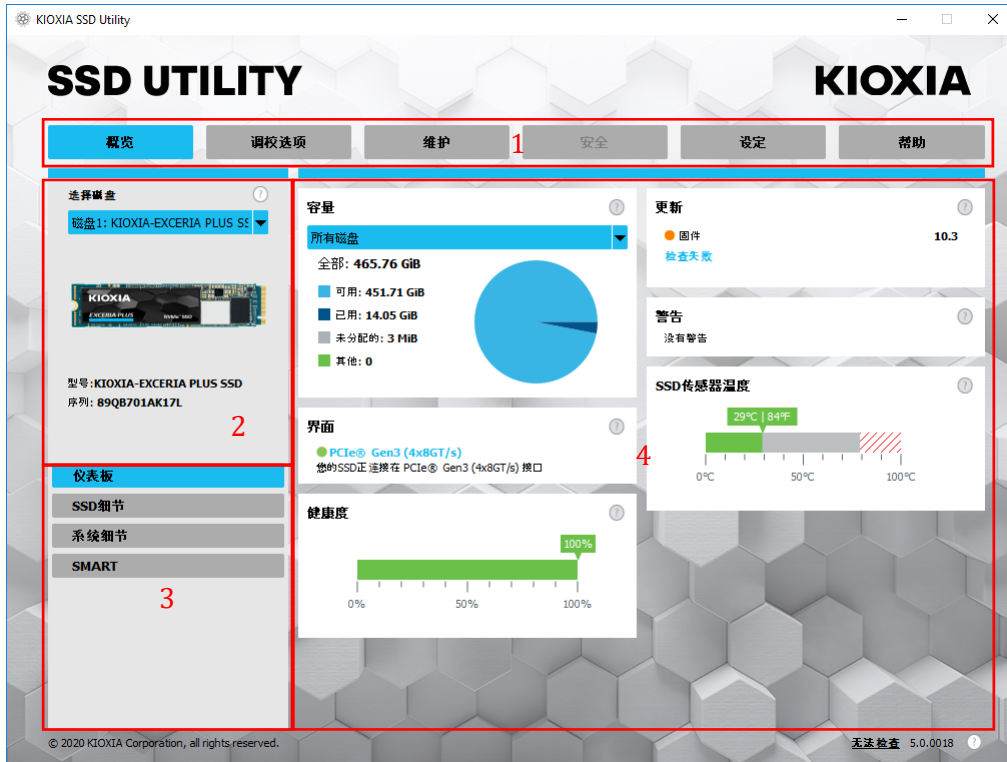 KIOXIA SSD Utility
SSD UTILITY
KIOXIA
概览
调校选项
维护
1
安全
设定
帮助
选择磁盘
?
磁盘1: KIOXIA-EXCERIA PLUS SS
KIOXIA
EXCERIA PLUS
NVMe™ SSD
型号:KIOXIA-EXCERIA PLUS SSD
序列: 89QB701AK17L
2
仪表板
SSD细节
系统细节
SMART
3
容量
?
所有磁盘
全部: 465.76 GiB
可用: 451.71 GiB
已用: 14.05 GiB
未分配的: 3 MiB
其他: 0
界面
?
PCIe® Gen3 (4x8GT/s)
您的SSD正连接在 PCIe® Gen3 (4x8GT/s) 接口
健康度
?
100%
0%
50%
100%
4
更新
?
固件
10.3
检查失败
警告
?
没有警告
SSD传感器温度
?
29°C | 84°F
0°C
50°C
100°C
© 2020 KIOXIA Corporation, all rights reserved.
无法检查 5.0.0018
?